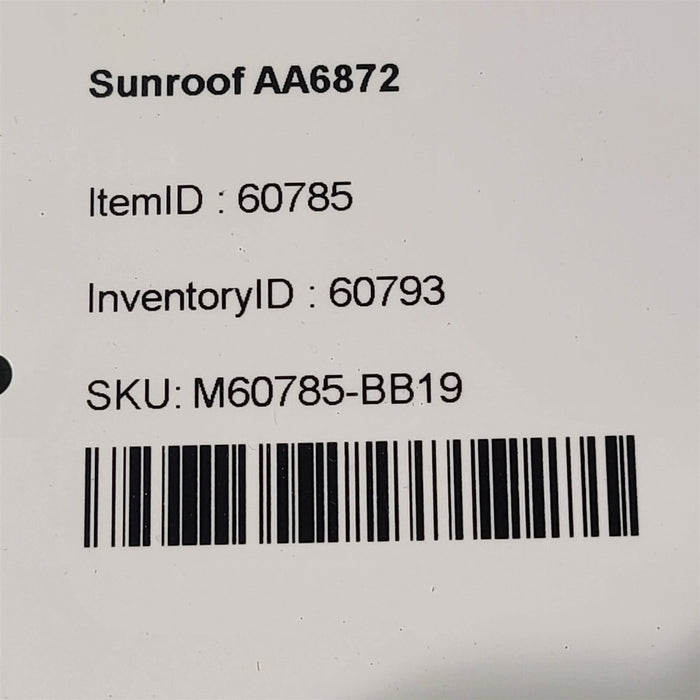 Sunroof AA6872
ItemID : 60785
InventoryID : 60793
SKU: M60785-BB19